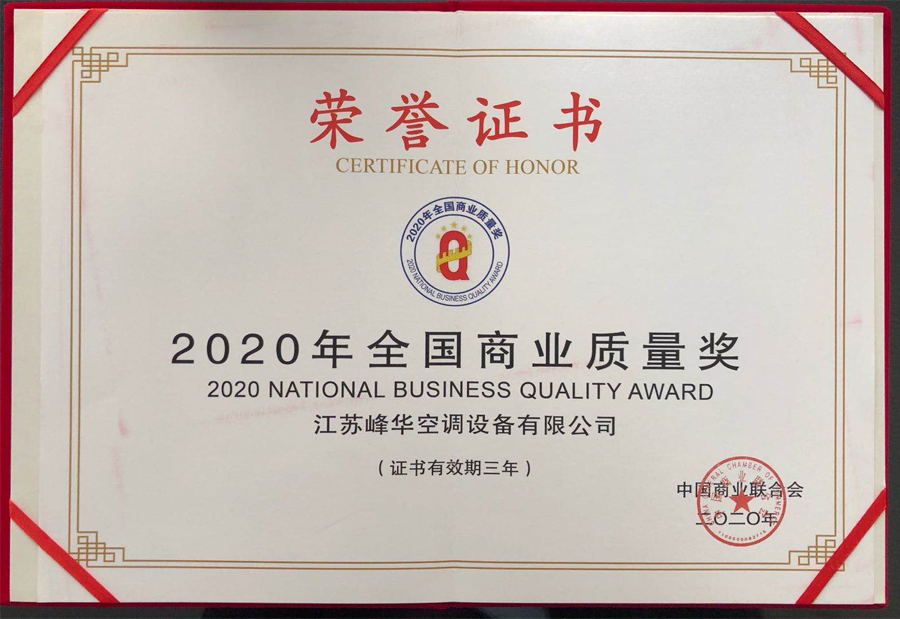 荣誉证书
CERTIFICATE OF HONOR
2020年全国商业质量奖
Q
2020 NATIONAL BUSINESS QUALITY AWARD
2020年全国商业质量奖
2020 NATIONAL BUSINESS QUALITY AWARD
江苏峰华空调设备有限公司
(证书有效期三年)
中国商业联合会
二〇二〇年